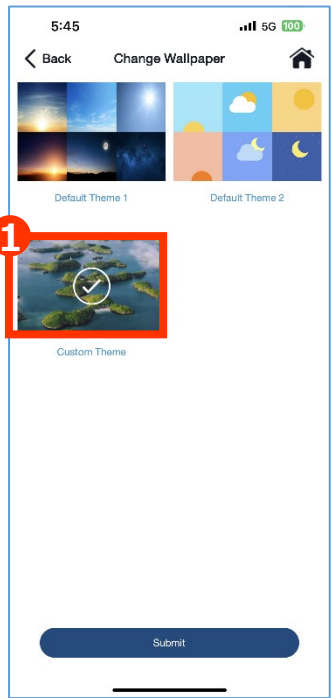 5:45 5G 100
Back Change Wallpaper
Default Theme 1 Default Theme 2
1
Custom Theme
Submit